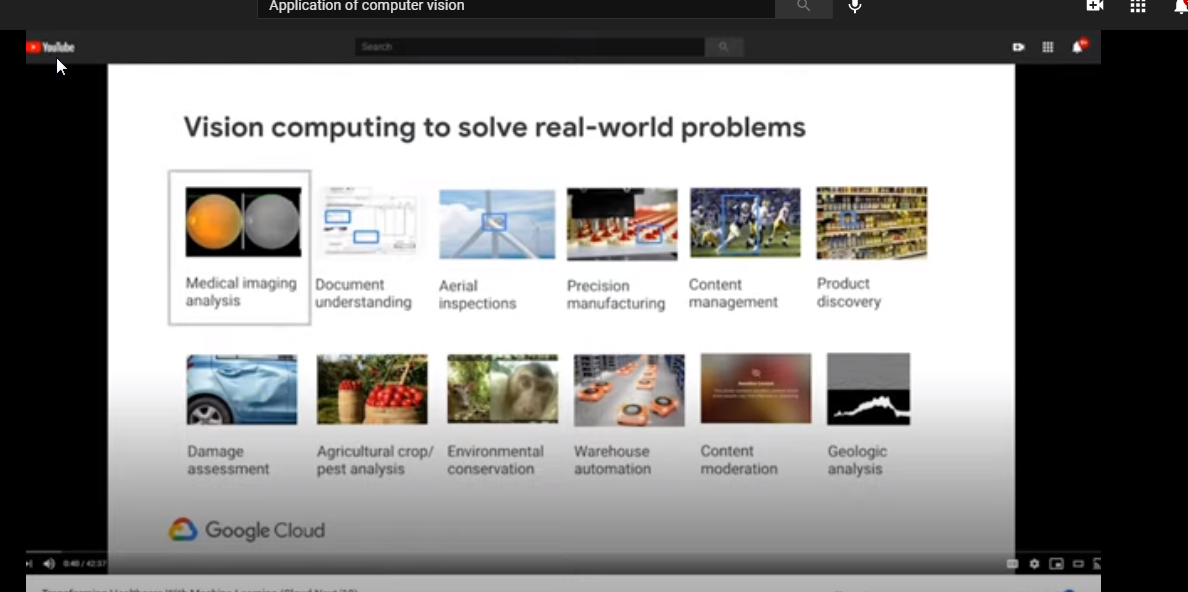 Application of computer vision
YouTube
Search
Vision computing to solve real-world problems
Medical imaging
analysis
Document
understanding
Aerial
inspections
Precision
manufacturing
Content
management
Product
discovery
Damage
assessment
Agricultural crop/
pest analysis
Environmental
conservation
Warehouse
automation
Content
moderation
Geologic
analysis
Google Cloud
0:40 / 42:37